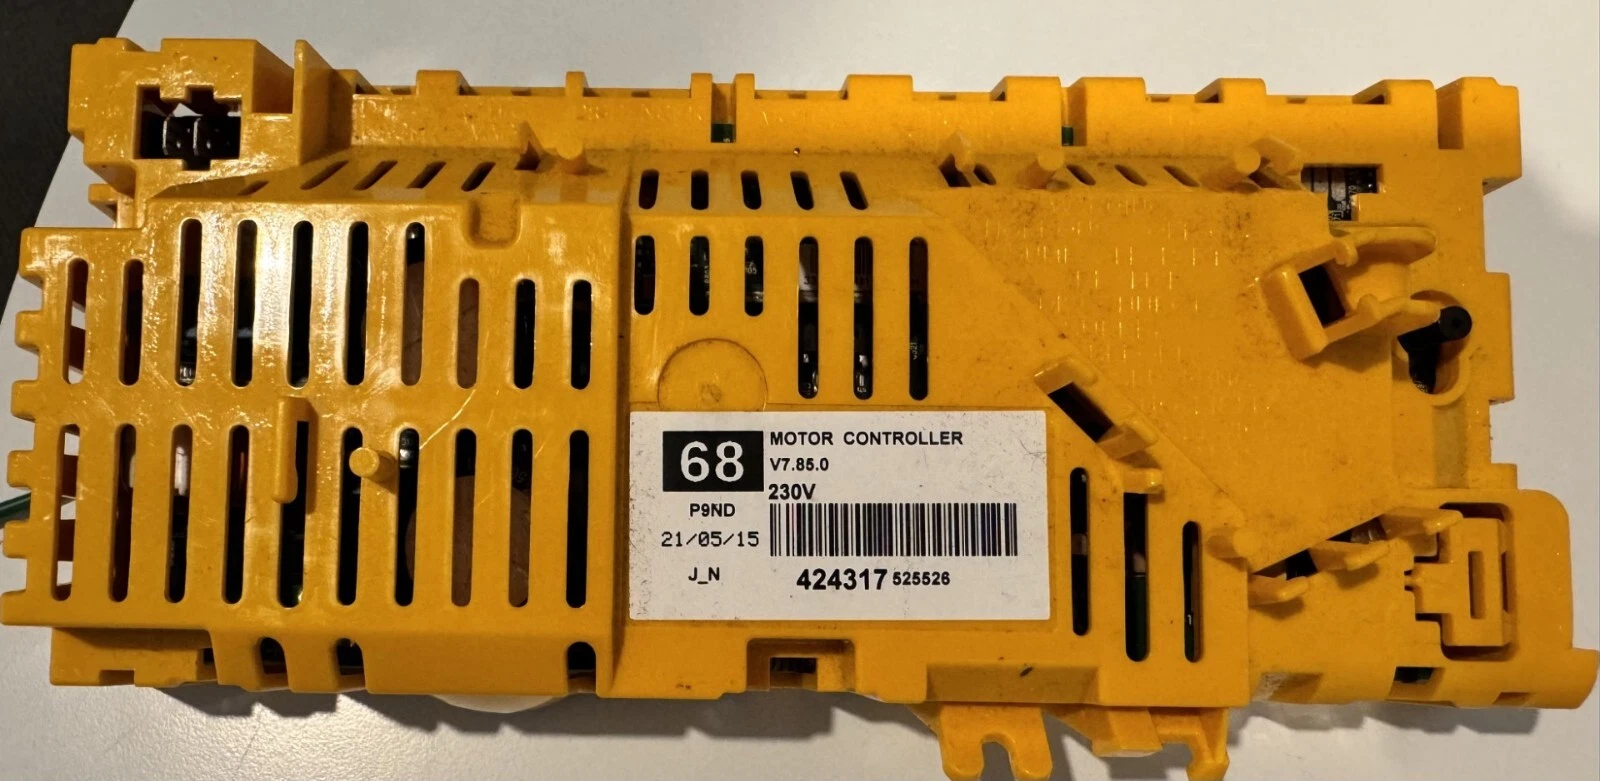 68
MOTOR CONTROLLER
V7.85.0
230V
P9ND
21/05/15
J_N
424317 525526